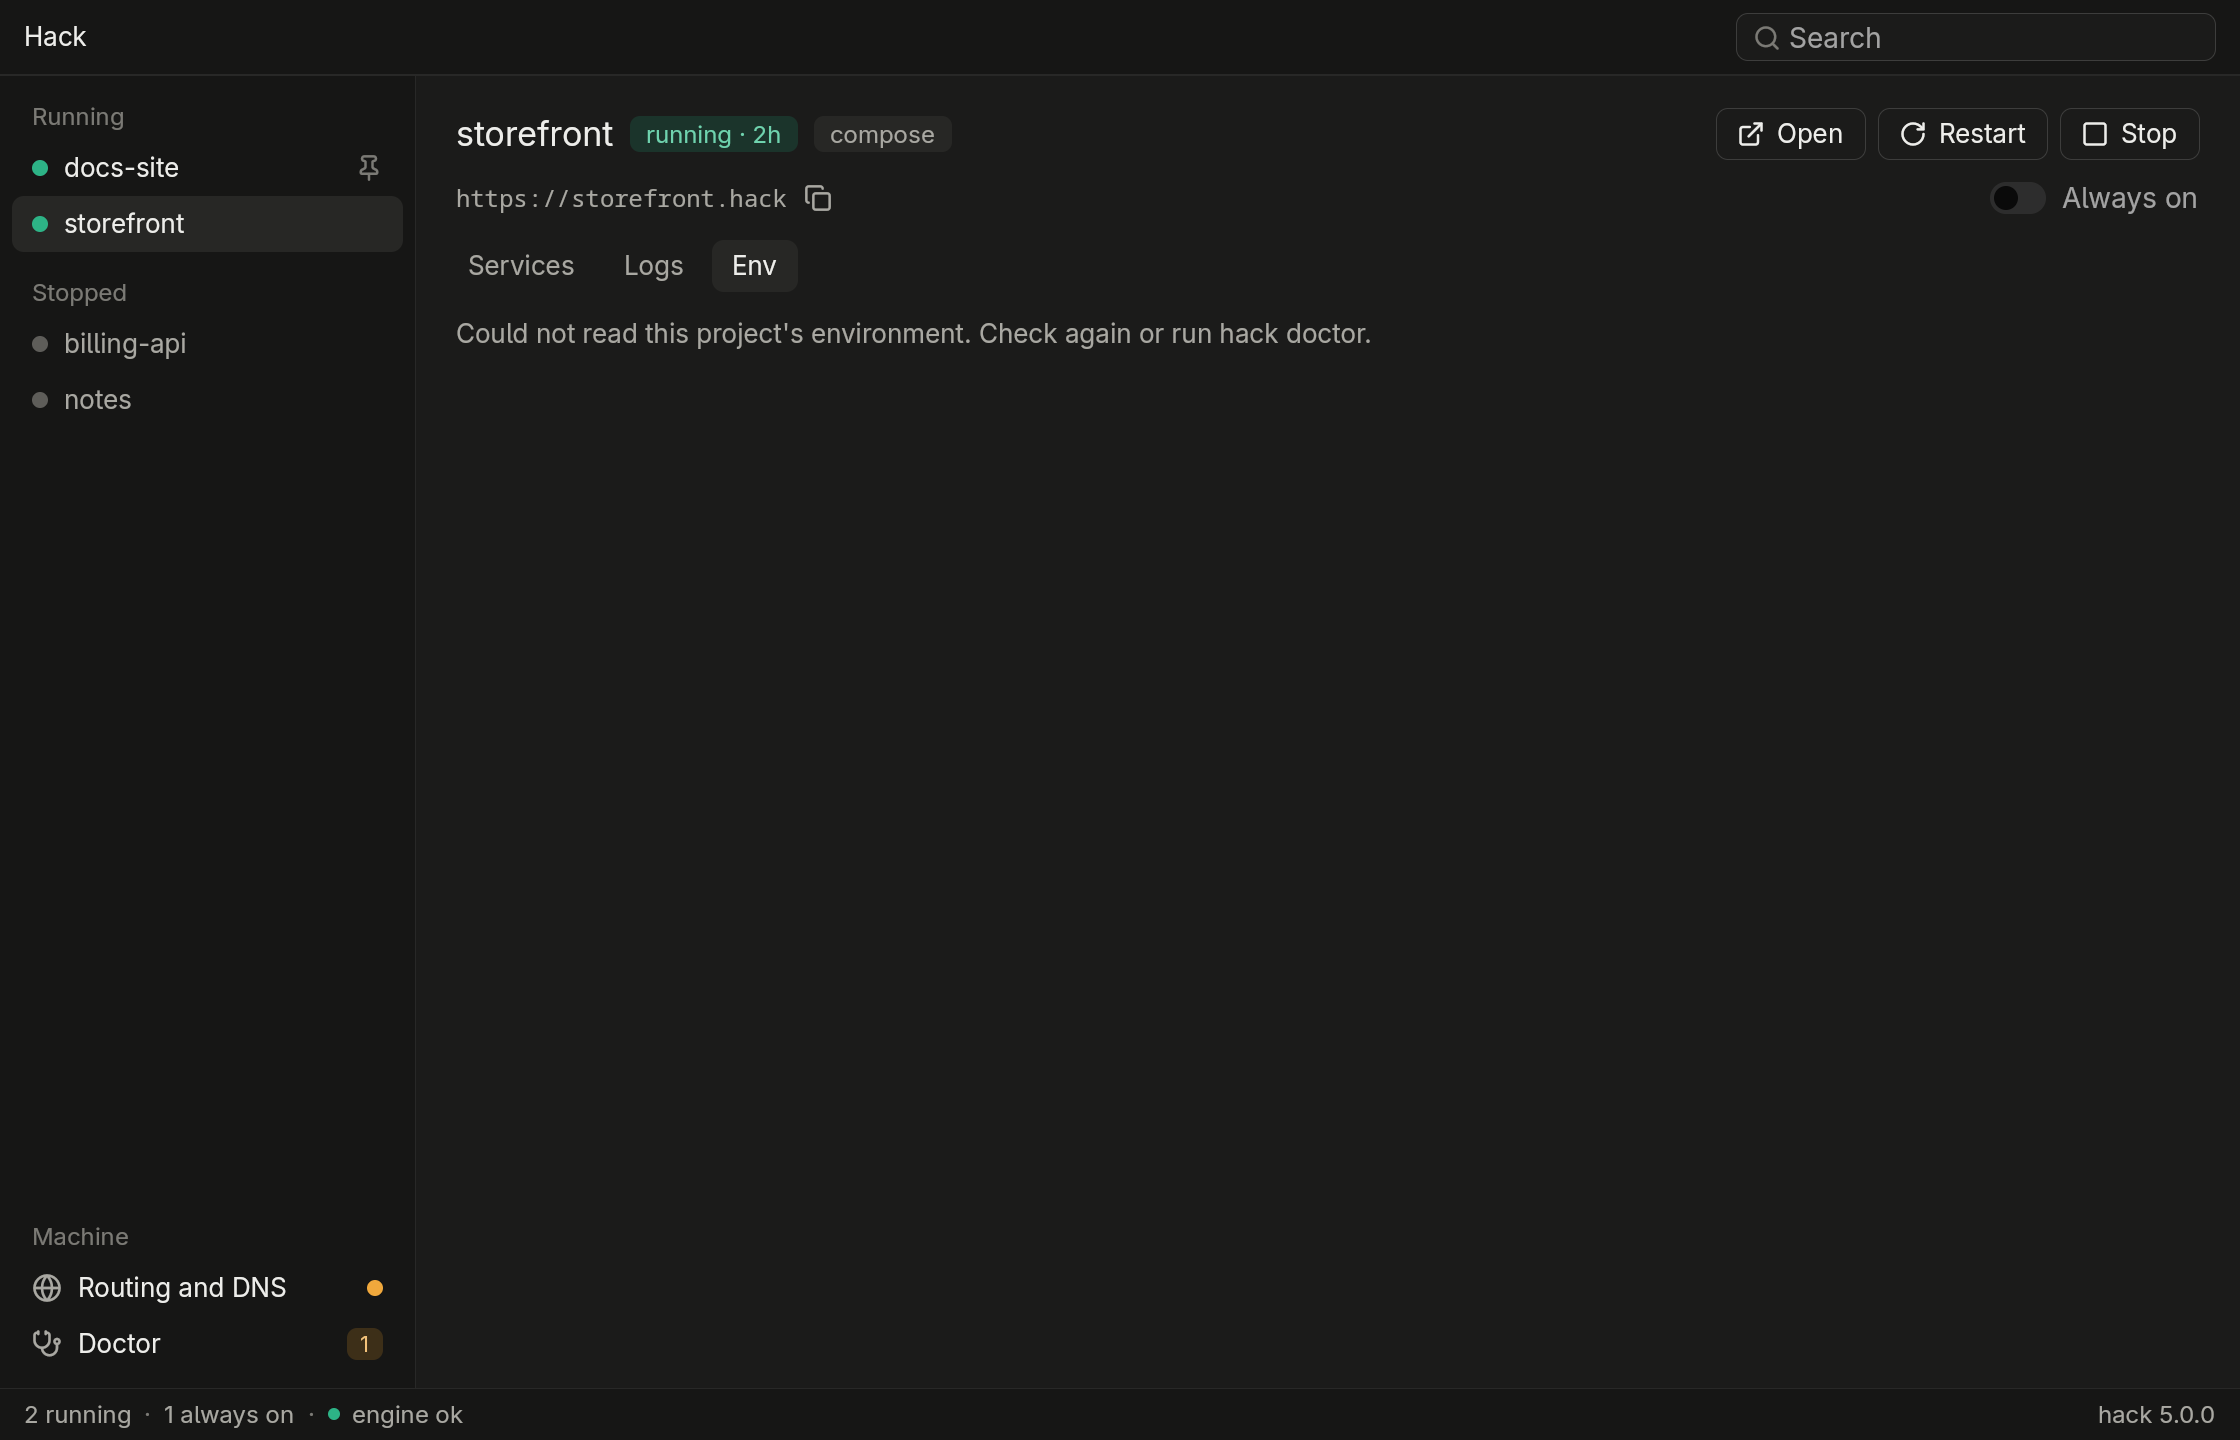 Hack
Search
Running
docs-site
storefront
Stopped
billing-api
notes
Machine
Routing and DNS
Doctor 1
storefront running · 2h compose
Open Restart Stop
https://storefront.hack
Always on
Services Logs Env
Could not read this project's environment. Check again or run hack doctor.
2 running · 1 always on · engine ok
hack 5.0.0